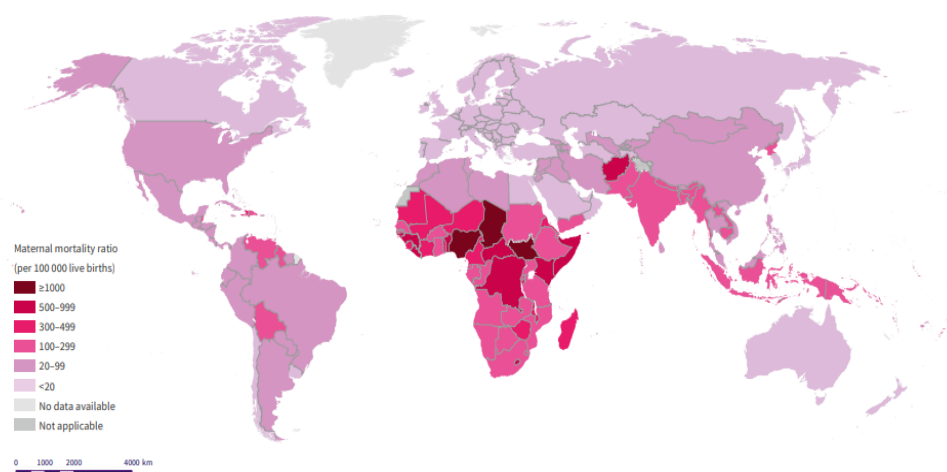 Maternal mortality ratio
(per 100 000 live births)
≥1000
500–999
300–499
100–299
20–99
<20
No data available
Not applicable
0 1000 2000 4000 km